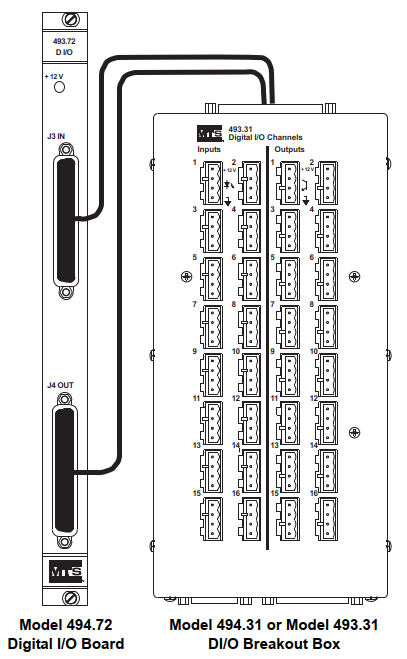 493.72
D I/O
+ 12 V
J3 IN
J4 OUT
MTS
MTS
493.31
Digital I/O Channels
Inputs
Outputs
1 2 1 2
+ 12 V
+ 12 V
3 4 3 4
5 6 5 6
7 8 7 8
9 10 9 10
11 12 11 12
13 14 13 14
15 16 15 16
Model 494.72
Digital I/O Board
Model 494.31 or Model 493.31
DI/O Breakout Box